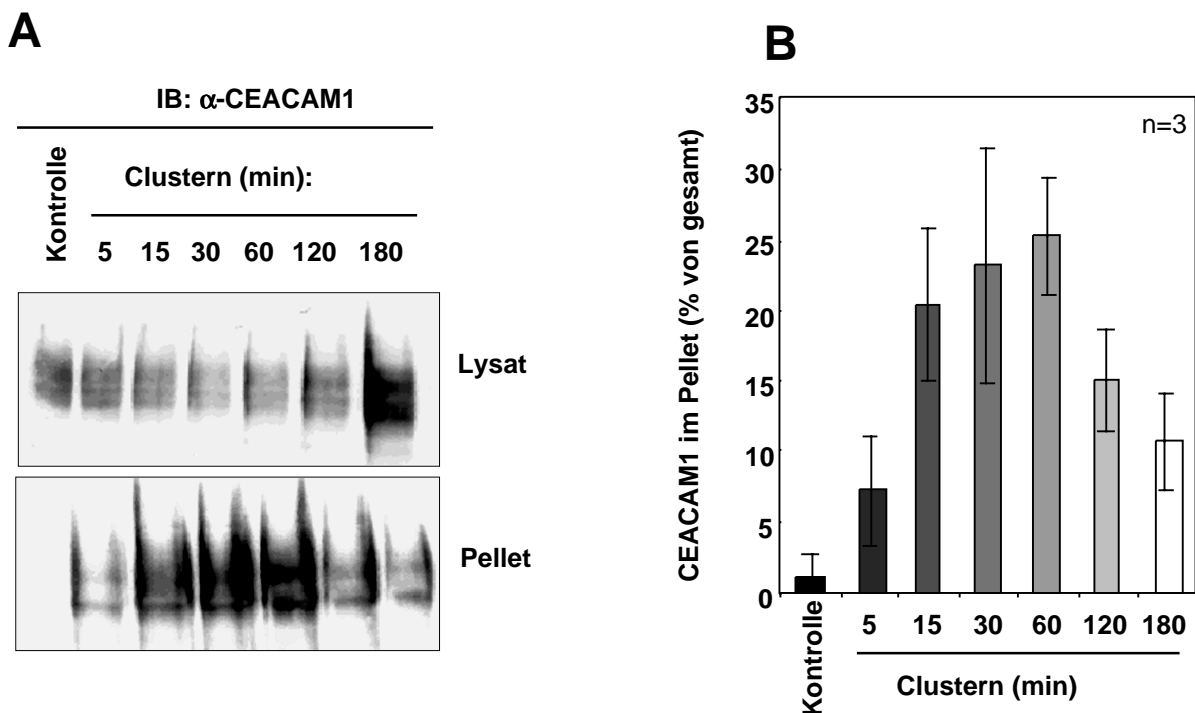 A
IB: α-CEACAM1
Kontrolle
Clustern (min):
5 15 30 60 120 180
Lysat
Pellet
B
CEACAM1 im Pellet (% von gesamt)
35
30
25
20
15
10
5
0
n=3
Kontrolle
5 15 30 60 120 180
Clustern (min)